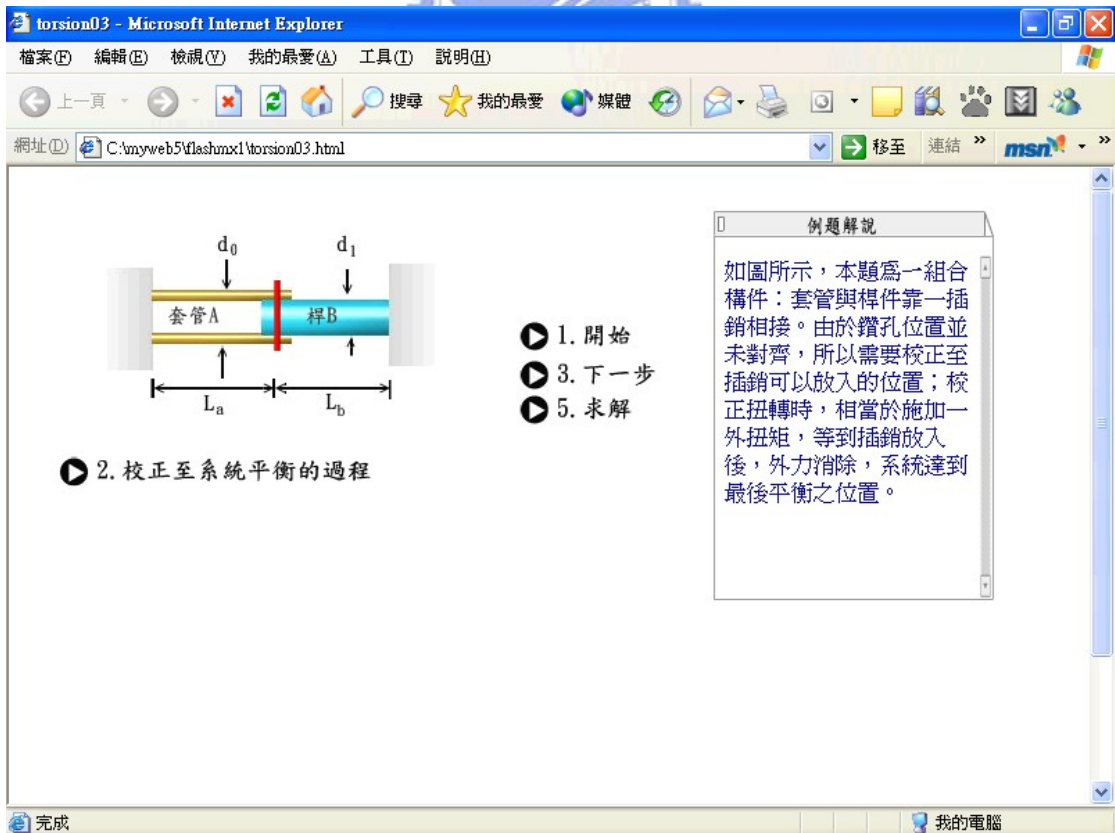 torsion03 - Microsoft Internet Explorer
檔案(F) 編輯(E) 檢視(V) 我的最愛(A) 工具(T) 說明(H)
上一頁 搜尋 我的最愛 媒體
網址(D) C:\myweb5\flashmx1\torsion03.html 移至 連結 » msn »
例題解說
如圖所示，本題為一組合
構件：套管與桿件靠一插
銷相接。由於鑽孔位置並
未對齊，所以需要校正至
插銷可以放入的位置；校
正扭轉時，相當於施加一
外扭矩，等到插銷放入
後，外力消除，系統達到
最後平衡之位置。
d0 d1
套管A 桿B
La Lb
1. 開始
3. 下一步
5. 求解
2. 校正至系統平衡的過程
完成 我的電腦